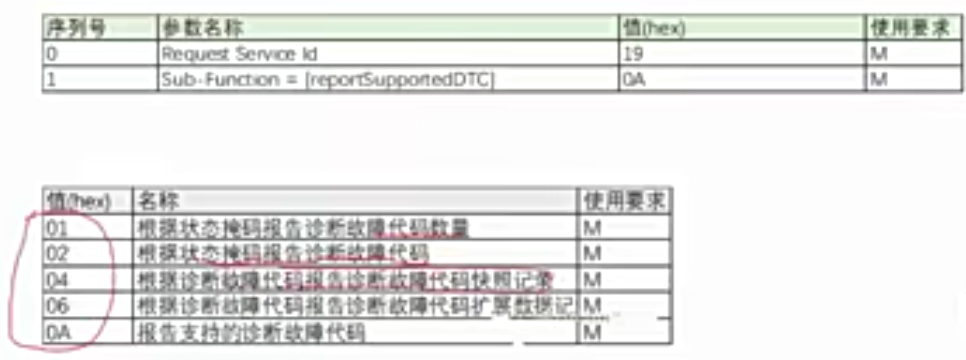 序列号 参数名称 值(hex) 使用要求
0 Request Service Id 19 M
1 Sub-Function = [reportSupportedDTC] 0A M
值(hex) 名称 使用要求
01 根据状态掩码报告诊断故障代码数量 M
02 根据状态掩码报告诊断故障代码 M
04 根据诊断故障代码报告诊断故障代码快照记录 M
06 根据诊断故障代码报告诊断故障代码扩展数据记 M
0A 报告支持的诊断故障代码 M